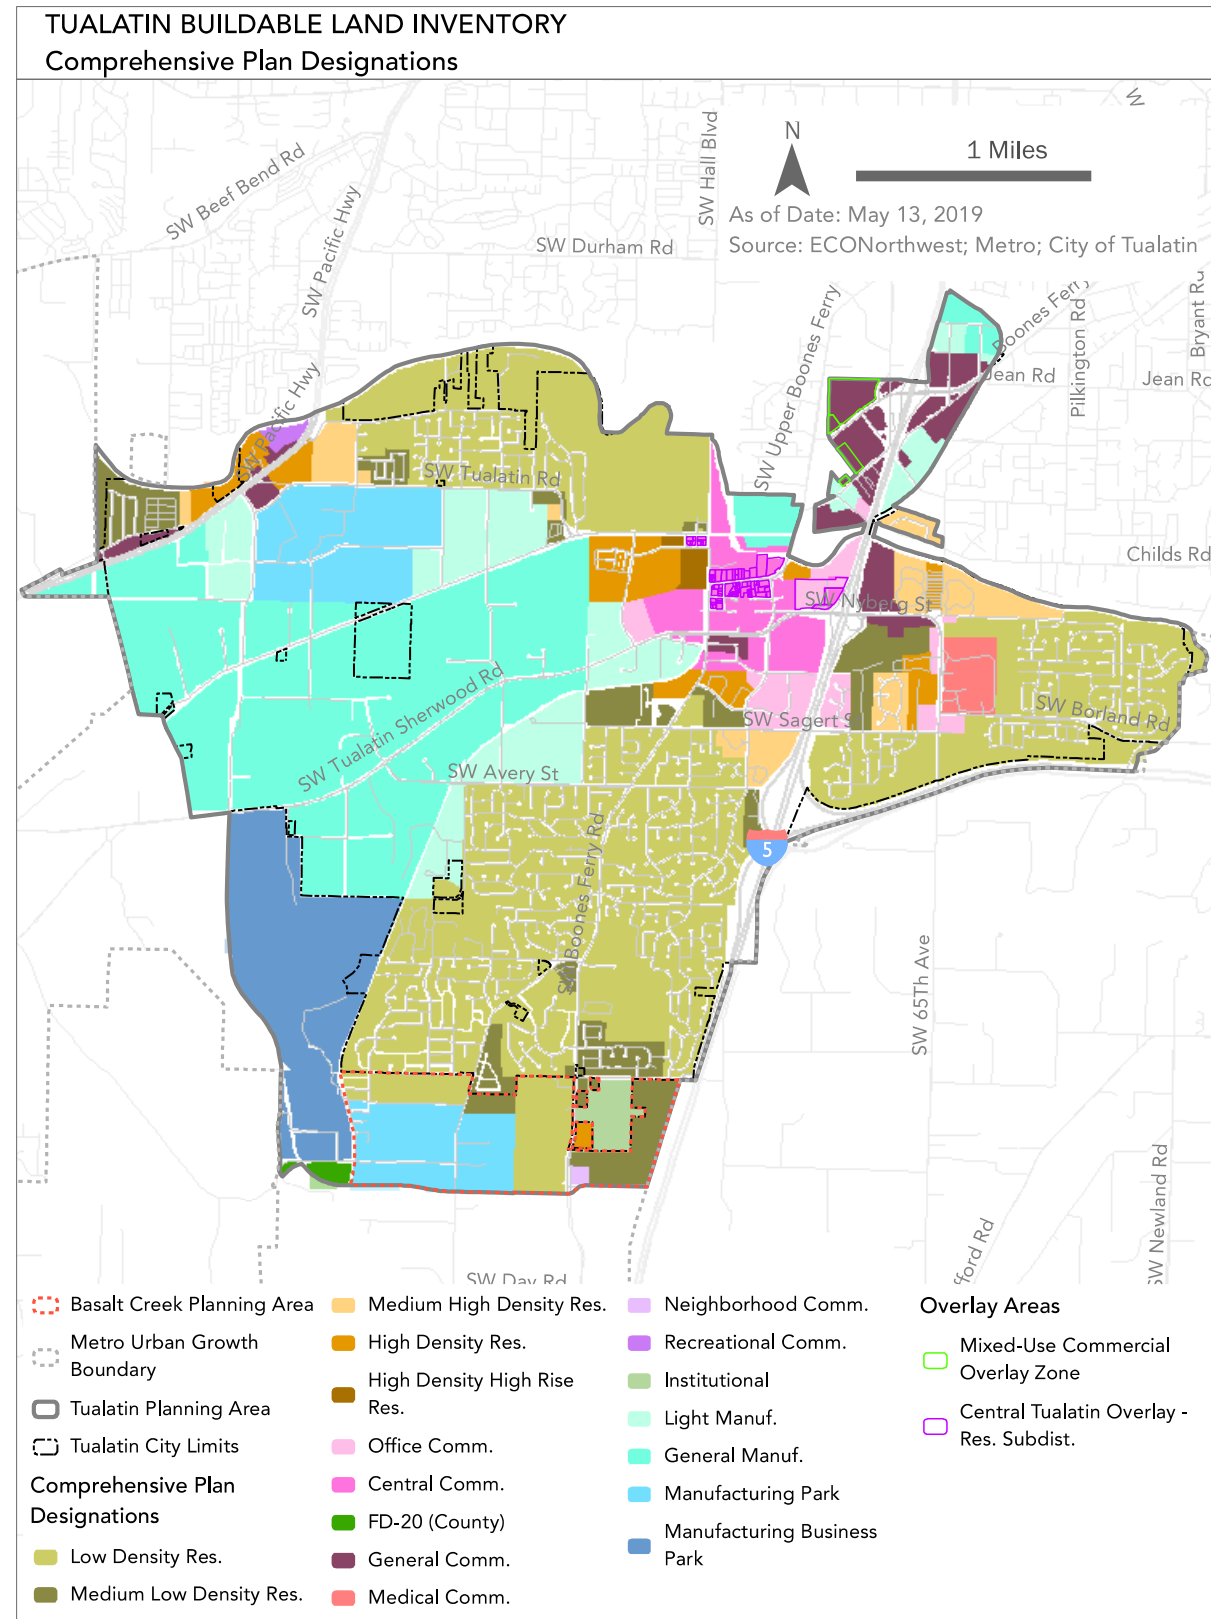 TUALATIN BUILDABLE LAND INVENTORY
Comprehensive Plan Designations
W
N
1 Miles
As of Date: May 13, 2019
Source: ECONorthwest; Metro; City of Tualatin
SW Hall Blvd
SW Beef Bend Rd
SW Pacific Hwy
SW Durham Rd
SW Upper Boones Ferry
Boones Ferry
Pilkington Rd
Bryant Rd
Jean Rd
Jean Rd
SW Pacific Hwy
SW Tualatin Rd
Childs Rd
SW Nyberg St
SW Tualatin Sherwood Rd
SW Sagert St
SW Borland Rd
SW Avery St
SW Boones Ferry Rd
5
SW 65Th Ave
SW Newland Rd
fford Rd
SW Day Rd
Basalt Creek Planning Area
Metro Urban Growth
Boundary
Tualatin Planning Area
Tualatin City Limits
Comprehensive Plan
Designations
Low Density Res.
Medium Low Density Res.
Medium High Density Res.
High Density Res.
High Density High Rise
Res.
Office Comm.
Central Comm.
FD-20 (County)
General Comm.
Medical Comm.
Neighborhood Comm.
Recreational Comm.
Institutional
Light Manuf.
General Manuf.
Manufacturing Park
Manufacturing Business
Park
Overlay Areas
Mixed-Use Commercial
Overlay Zone
Central Tualatin Overlay -
Res. Subdist.